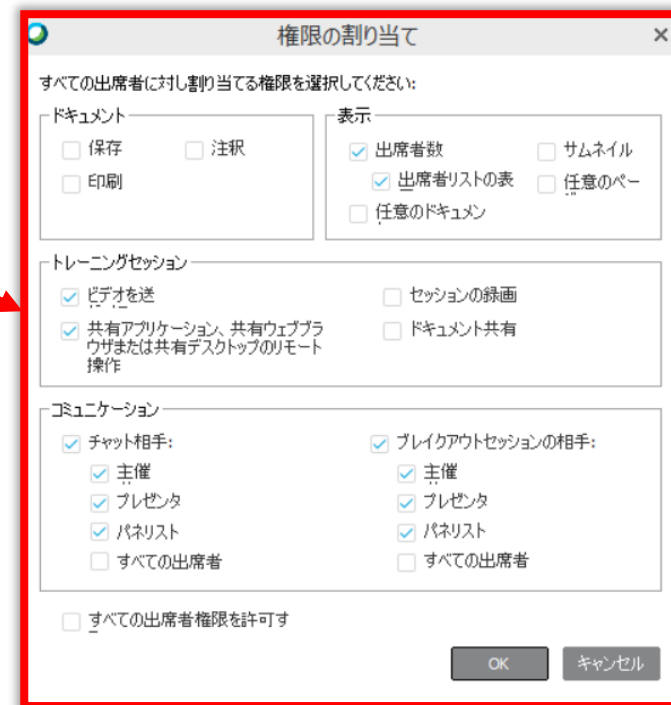 権限の割り当て
すべての出席者に対し割り当てる権限を選択してください:
ドキュメント
保存 注釈
印刷
表示
出席者数 サムネイル
出席者リストの表 任意のペー
任意のドキュメン
トレーニングセッション
ビデオを送 セッションの録画
共有アプリケーション、共有ウェブブラ ドキュメント共有
ウザまたは共有デスクトップのリモート
操作
コミュニケーション
チャット相手: ブレイクアウトセッションの相手:
主催 主催
プレゼンタ プレゼンタ
パネリスト パネリスト
すべての出席者 すべての出席者
すべての出席者権限を許可す
OK キャンセル